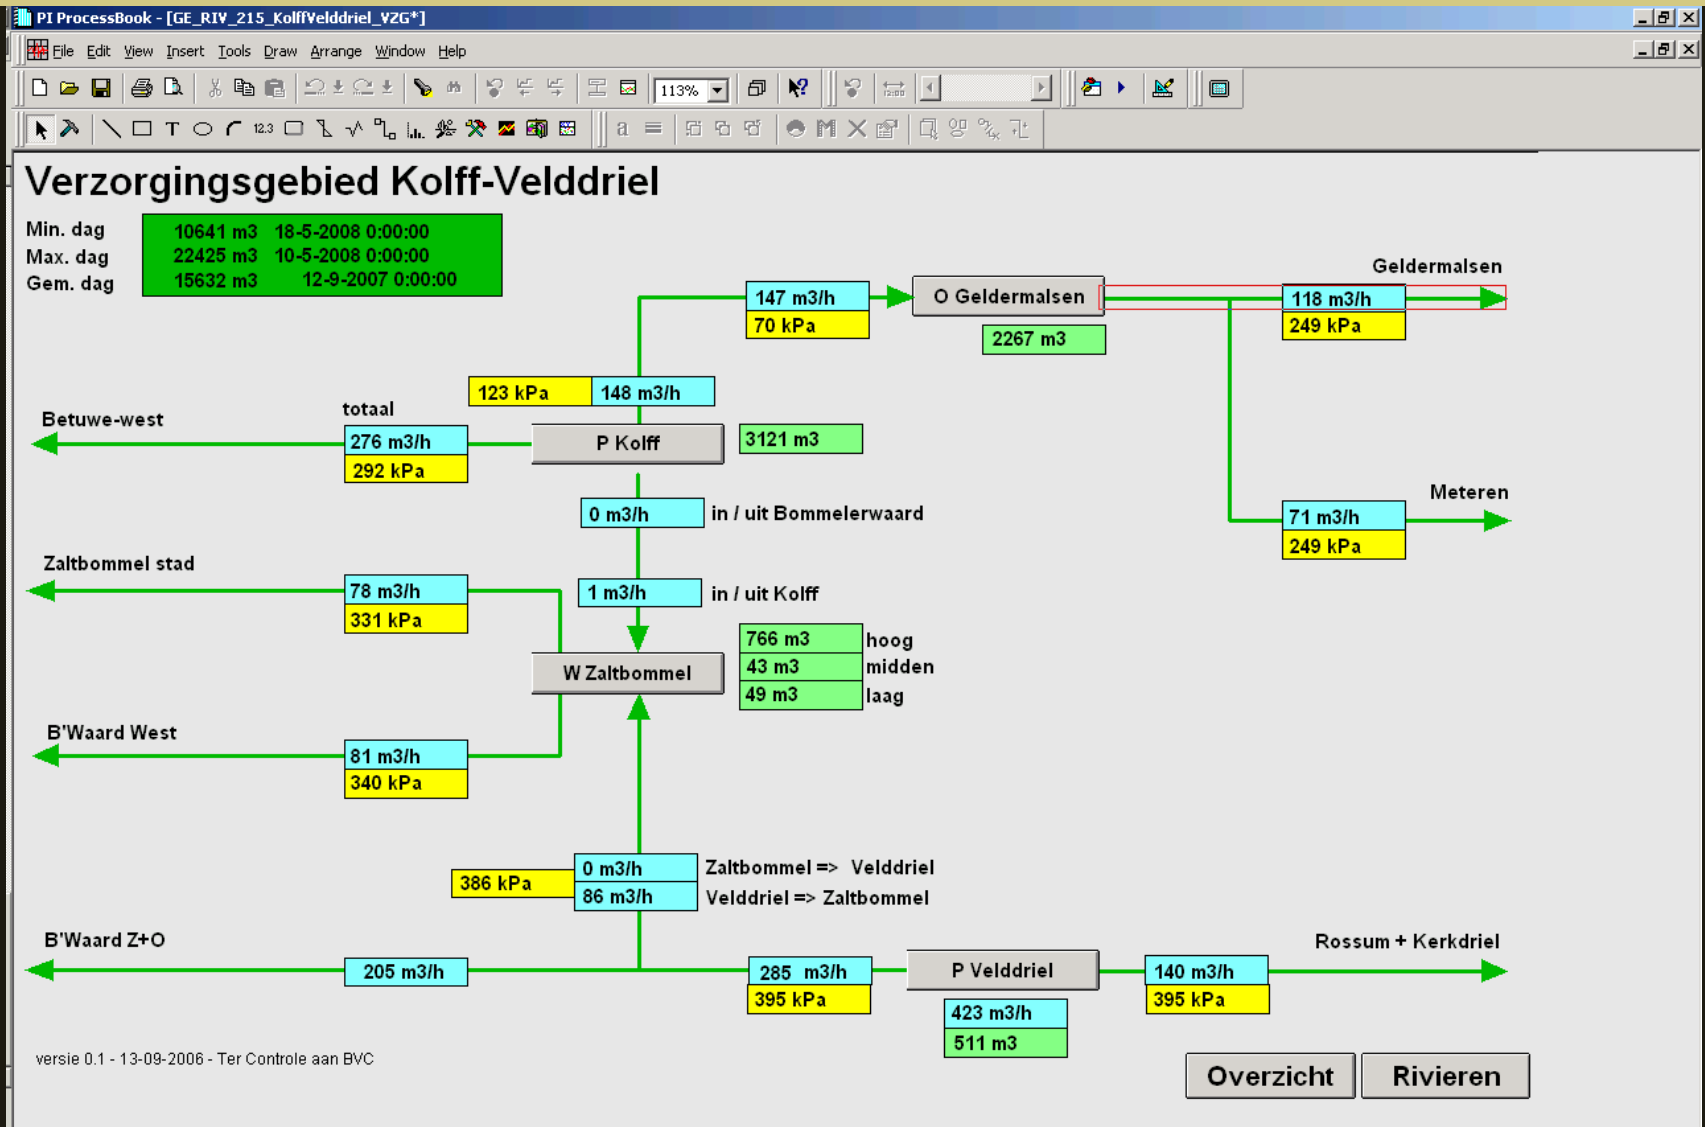 PI ProcessBook - [GE_RIV_215_KolffVelddriel_VZG*]
File Edit View Insert Tools Draw Arrange Window Help
113%
Verzorgingsgebied Kolff-Velddriel
Min. dag 10641 m3 18-5-2008 0:00:00
Max. dag 22425 m3 10-5-2008 0:00:00
Gem. dag 15632 m3 12-9-2007 0:00:00
Geldermalsen
147 m3/h
70 kPa
O Geldermalsen
2267 m3
118 m3/h
249 kPa
123 kPa 148 m3/h
Betuwe-west
totaal
276 m3/h
292 kPa
P Kolff
3121 m3
Meteren
71 m3/h
249 kPa
0 m3/h in / uit Bommelerwaard
Zaltbommel stad
78 m3/h
331 kPa
1 m3/h in / uit Kolff
W Zaltbommel
766 m3 hoog
43 m3 midden
49 m3 laag
B'Waard West
81 m3/h
340 kPa
386 kPa
0 m3/h Zaltbommel => Velddriel
86 m3/h Velddriel => Zaltbommel
B'Waard Z+O
205 m3/h
285 m3/h
395 kPa
P Velddriel
423 m3/h
511 m3
Rossum + Kerkdriel
140 m3/h
395 kPa
versie 0.1 - 13-09-2006 - Ter Controle aan BVC
Overzicht Rivieren